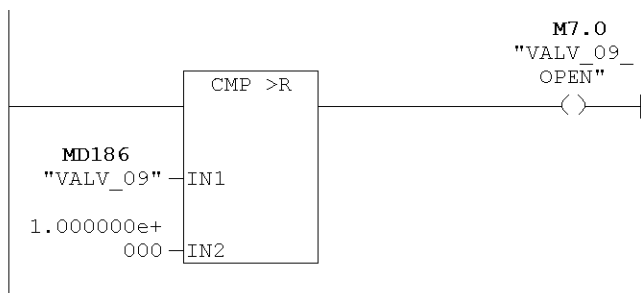 M7.0
"VALV_09_
OPEN"
CMP >R
MD186
"VALV_09"
IN1
1.000000e+
000
IN2